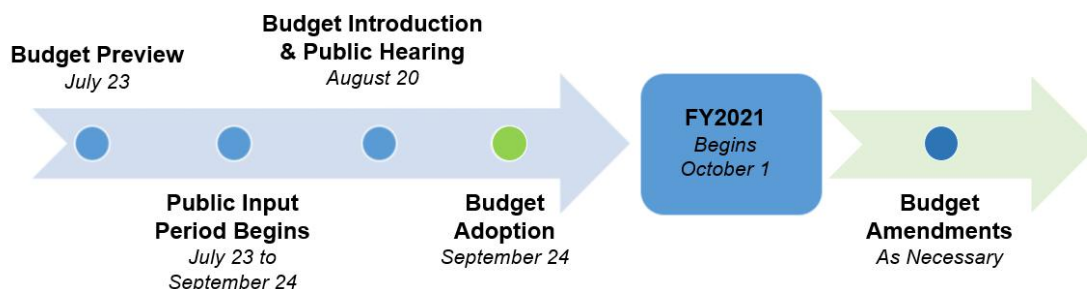 Budget Preview
July 23
Public Input
Period Begins
July 23 to
September 24
Budget Introduction
& Public Hearing
August 20
Budget
Adoption
September 24
FY2021
Begins
October 1
Budget
Amendments
As Necessary